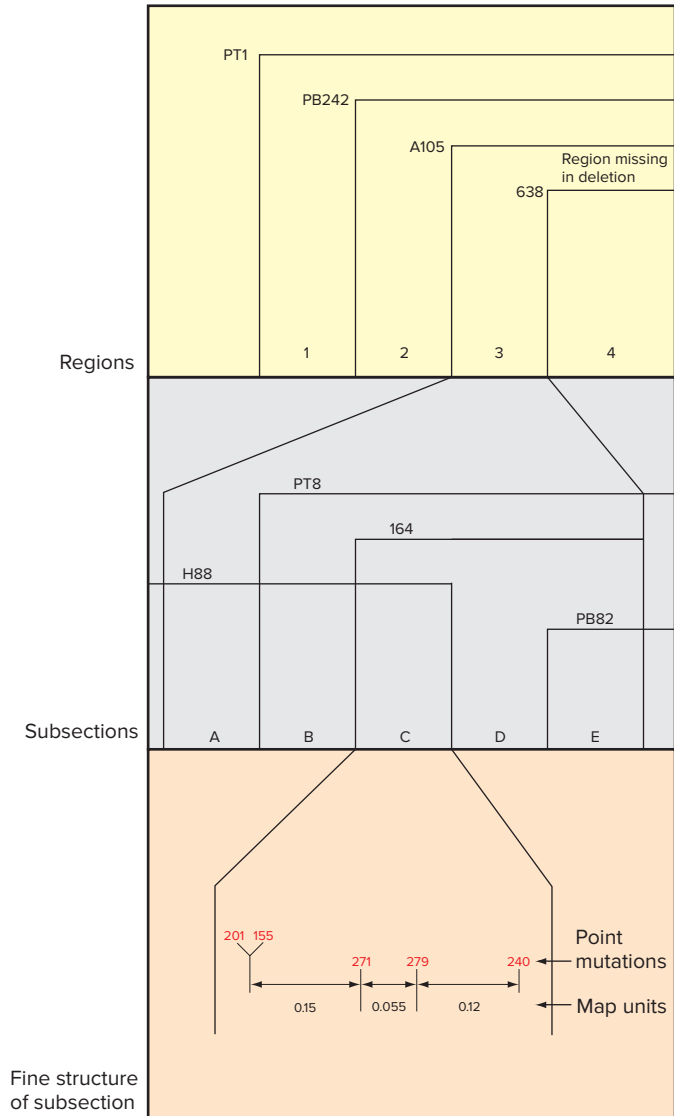 PT1
PB242
A105
Region missing
in deletion
638
1 2 3 4
Regions
PT8
164
H88
PB82
A B C D E
Subsections
201 155
271 279 240
Point
mutations
0.15 0.055 0.12
Map units
Fine structure
of subsection